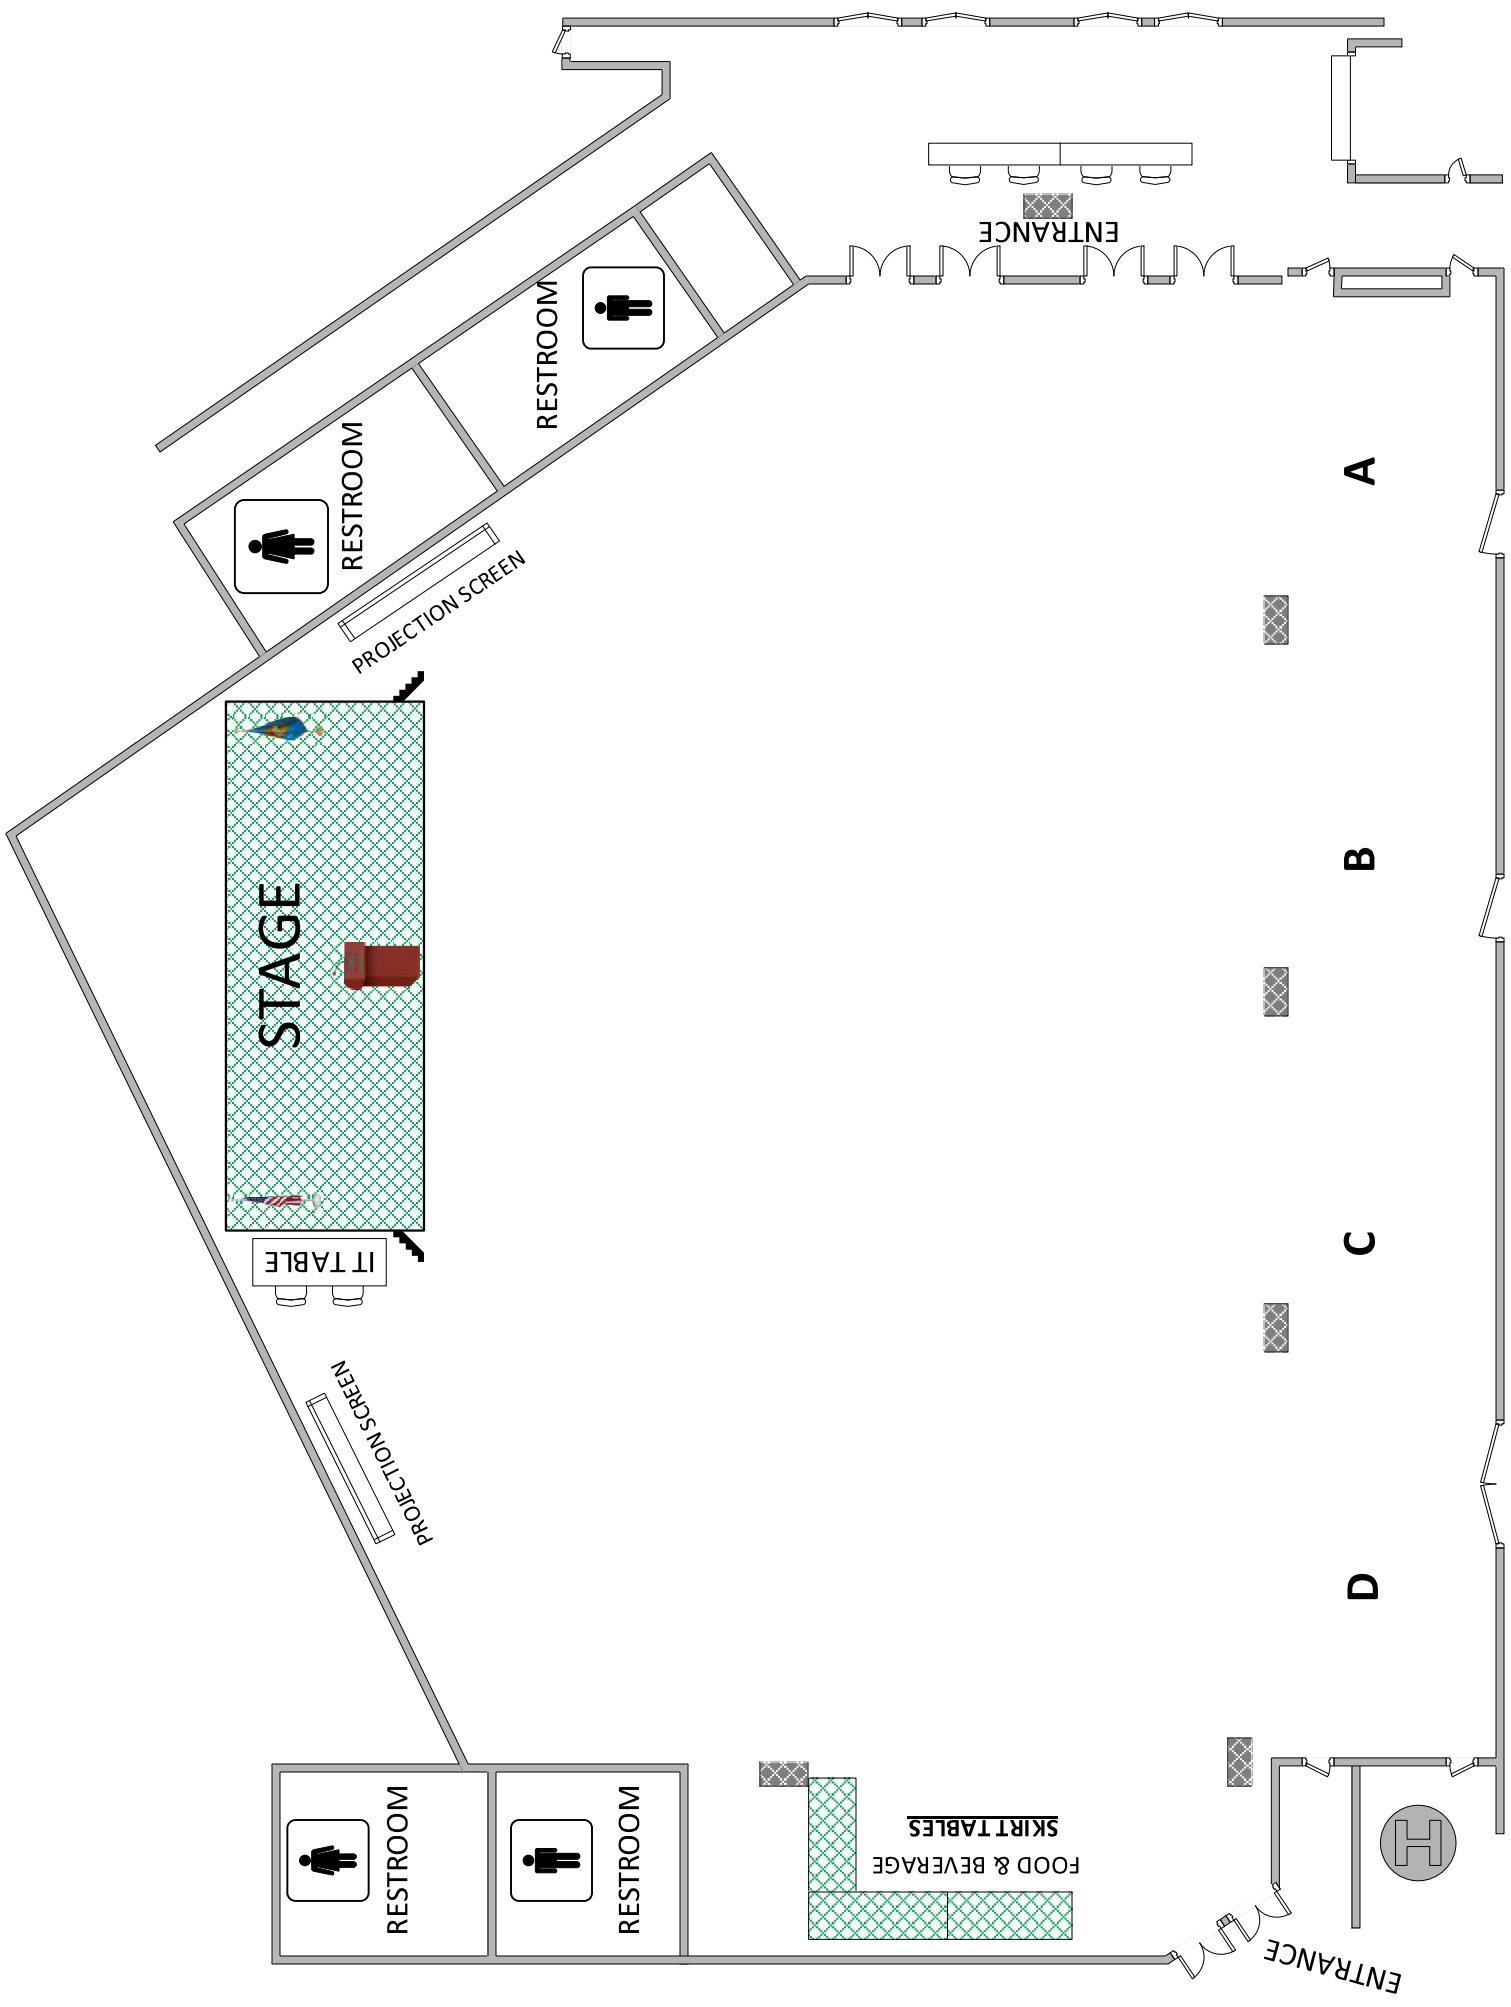 ENTRANCE
RESTROOM
RESTROOM
PROJECTION SCREEN
A
B
STAGE
C
IT TABLE
PROJECTION SCREEN
D
RESTROOM
RESTROOM
SKIRT TABLES
FOOD & BEVERAGE
H
ENTRANCE